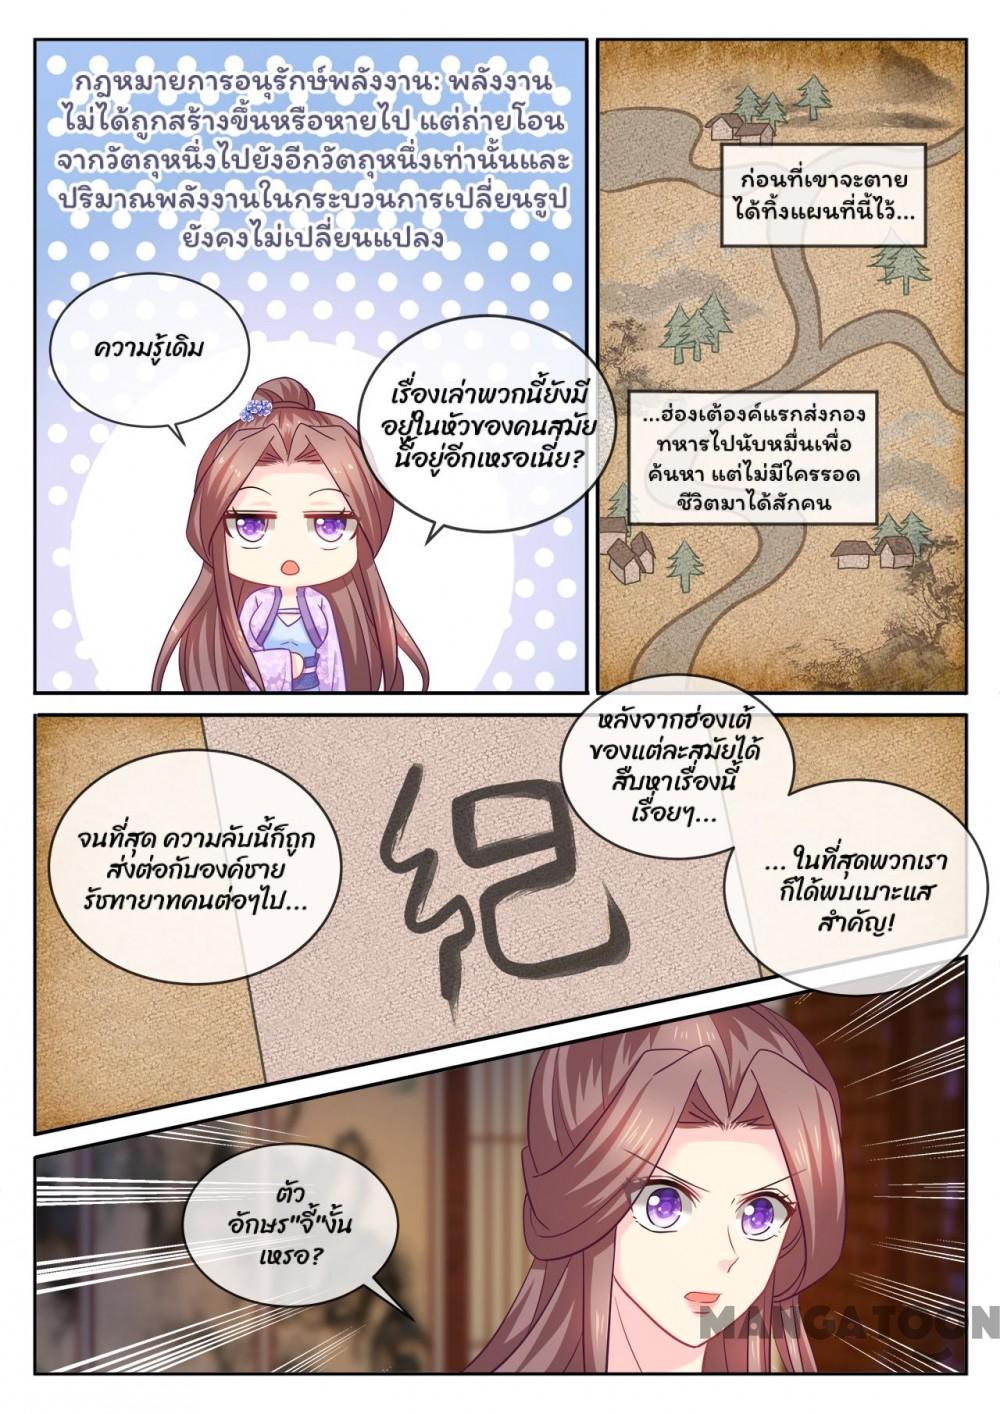 กฎหมายการอนุรักษ์พลังงาน: พลังงาน
ไม่ได้ถูกสร้างขึ้นหรือหายไป แต่ถ่ายโอน
จากวัตถุหนึ่งไปยังอีกวัตถุหนึ่งเท่านั้นและ
ปริมาณพลังงานในกระบวนการเปลี่ยนรูป
ยังคงไม่เปลี่ยนแปลง
ความรู้เดิม
เรื่องเล่าพวกนี้ยังมี
อยู่ในหัวของคนสมัย
นี้อยู่อีกเหรอเนี่ย?
ก่อนที่เขาจะตาย
ได้ทิ้งแผนที่นี้ไว้...
...ฮ่องเต้องค์แรกส่งกอง
ทหารไปนับหมื่นเพื่อ
ค้นหา แต่ไม่มีใครรอด
ชีวิตมาได้สักคน
หลังจากฮ่องเต้
ของแต่ละสมัยได้
สืบหาเรื่องนี้
เรื่อยๆ...
... ในที่สุดพวกเรา
ก็ได้พบเบาะแส
สำคัญ!
จนที่สุด ความลับนี้ก็ถูก
ส่งต่อกับองค์ชาย
รัชทายาทคนต่อๆไป...
纪
ตัว
อักษร"จี้"งั้น
เหรอ?
MANGATOON